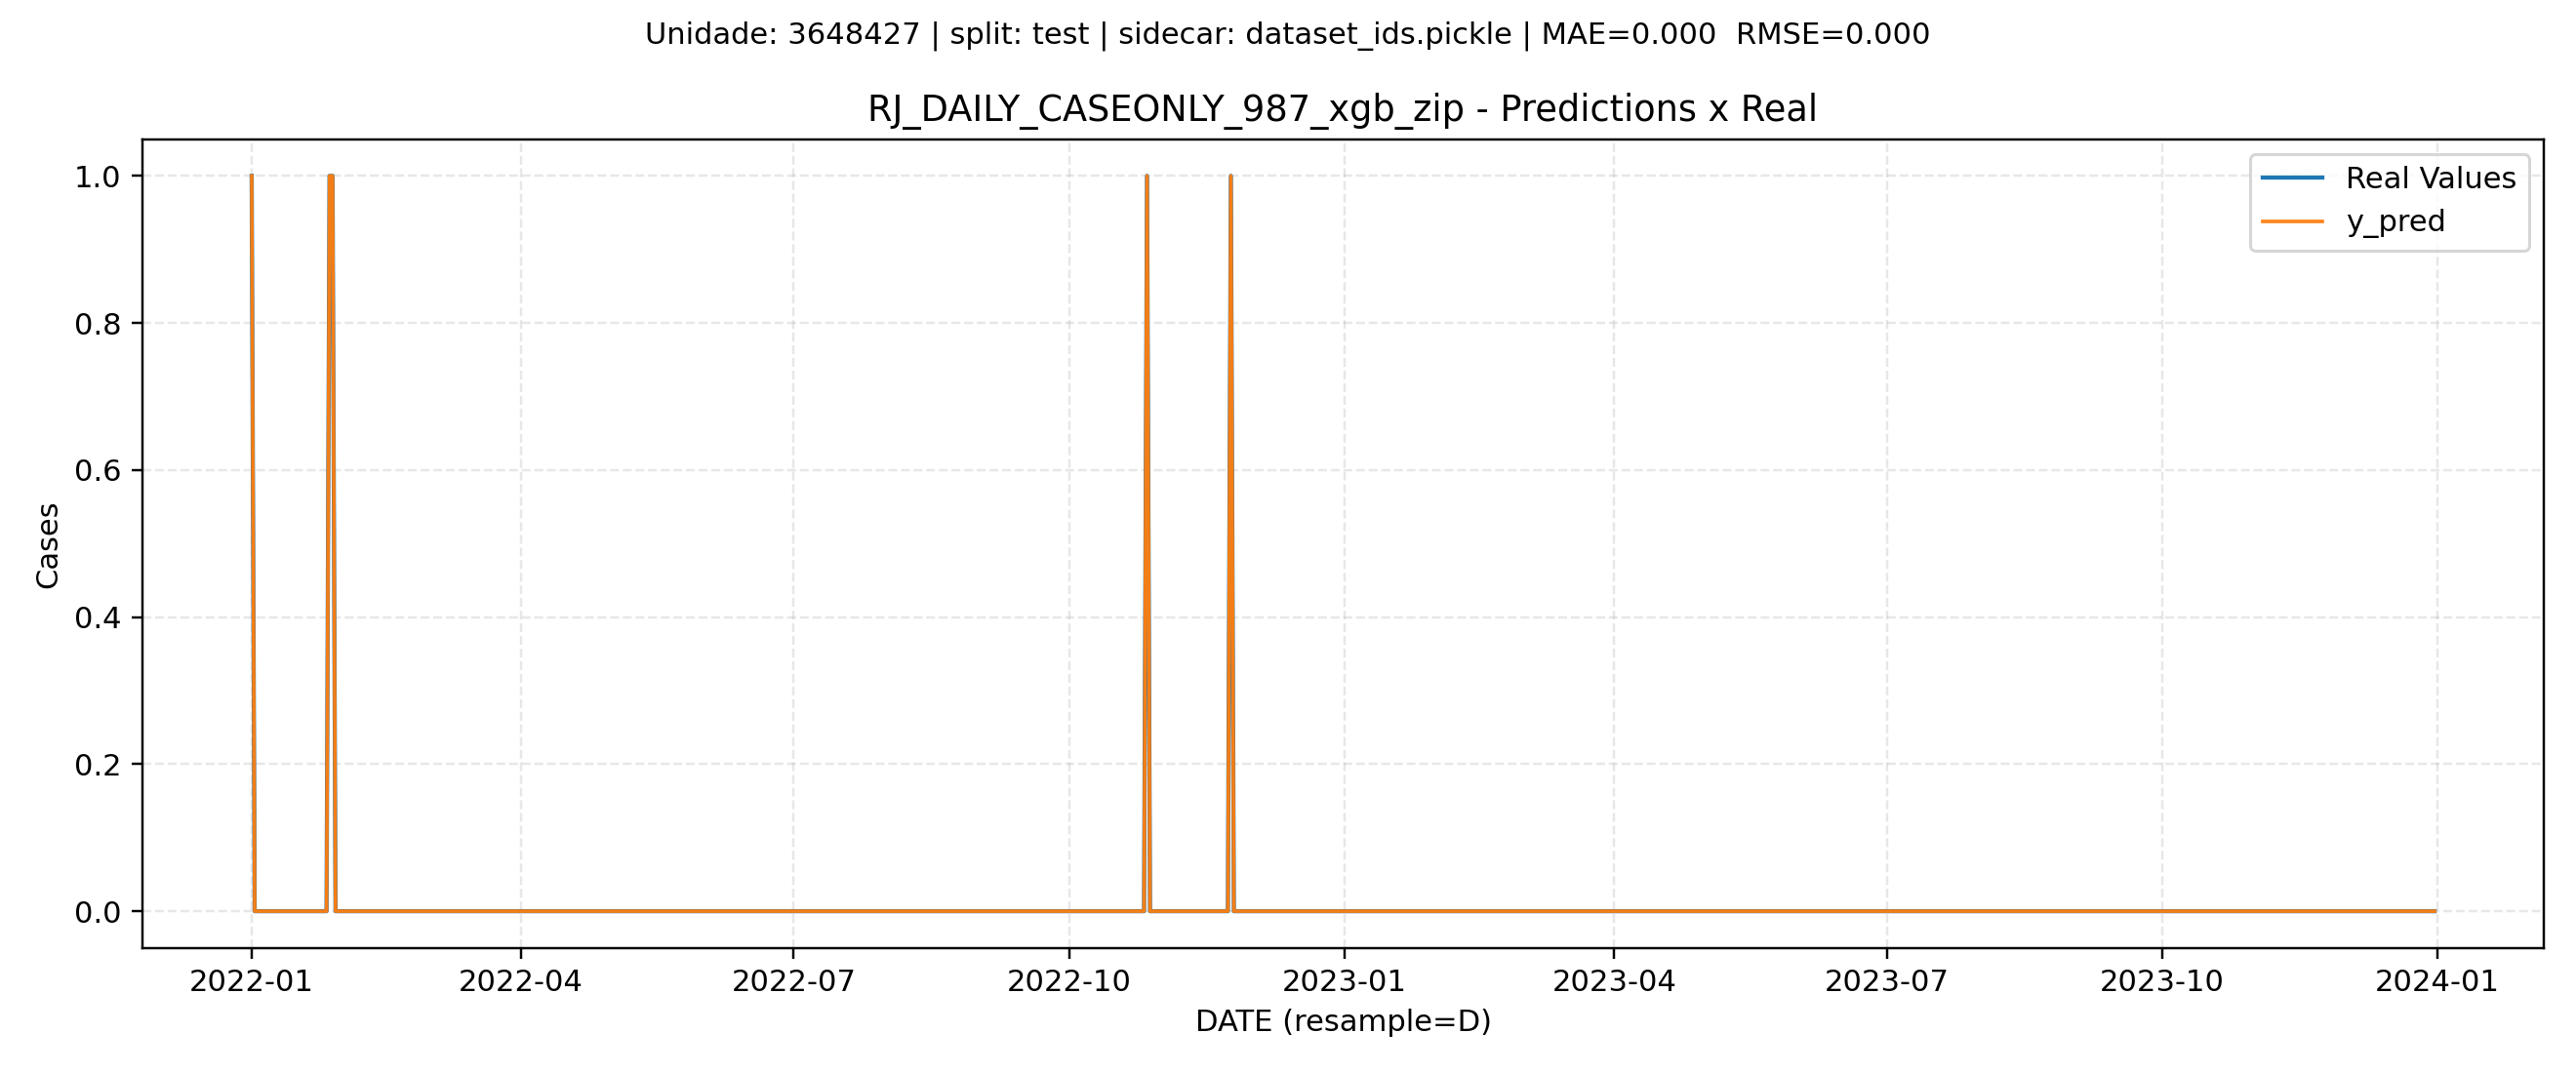 Unidade: 3648427 | split: test | sidecar: dataset_ids.pickle | MAE=0.000  RMSE=0.000
RJ_DAILY_CASEONLY_987_xgb_zip - Predictions x Real
Real Values
y_pred
1.0
0.8
0.6
0.4
0.2
0.0
Cases
2022-01 2022-04 2022-07 2022-10 2023-01 2023-04 2023-07 2023-10 2024-01
DATE (resample=D)